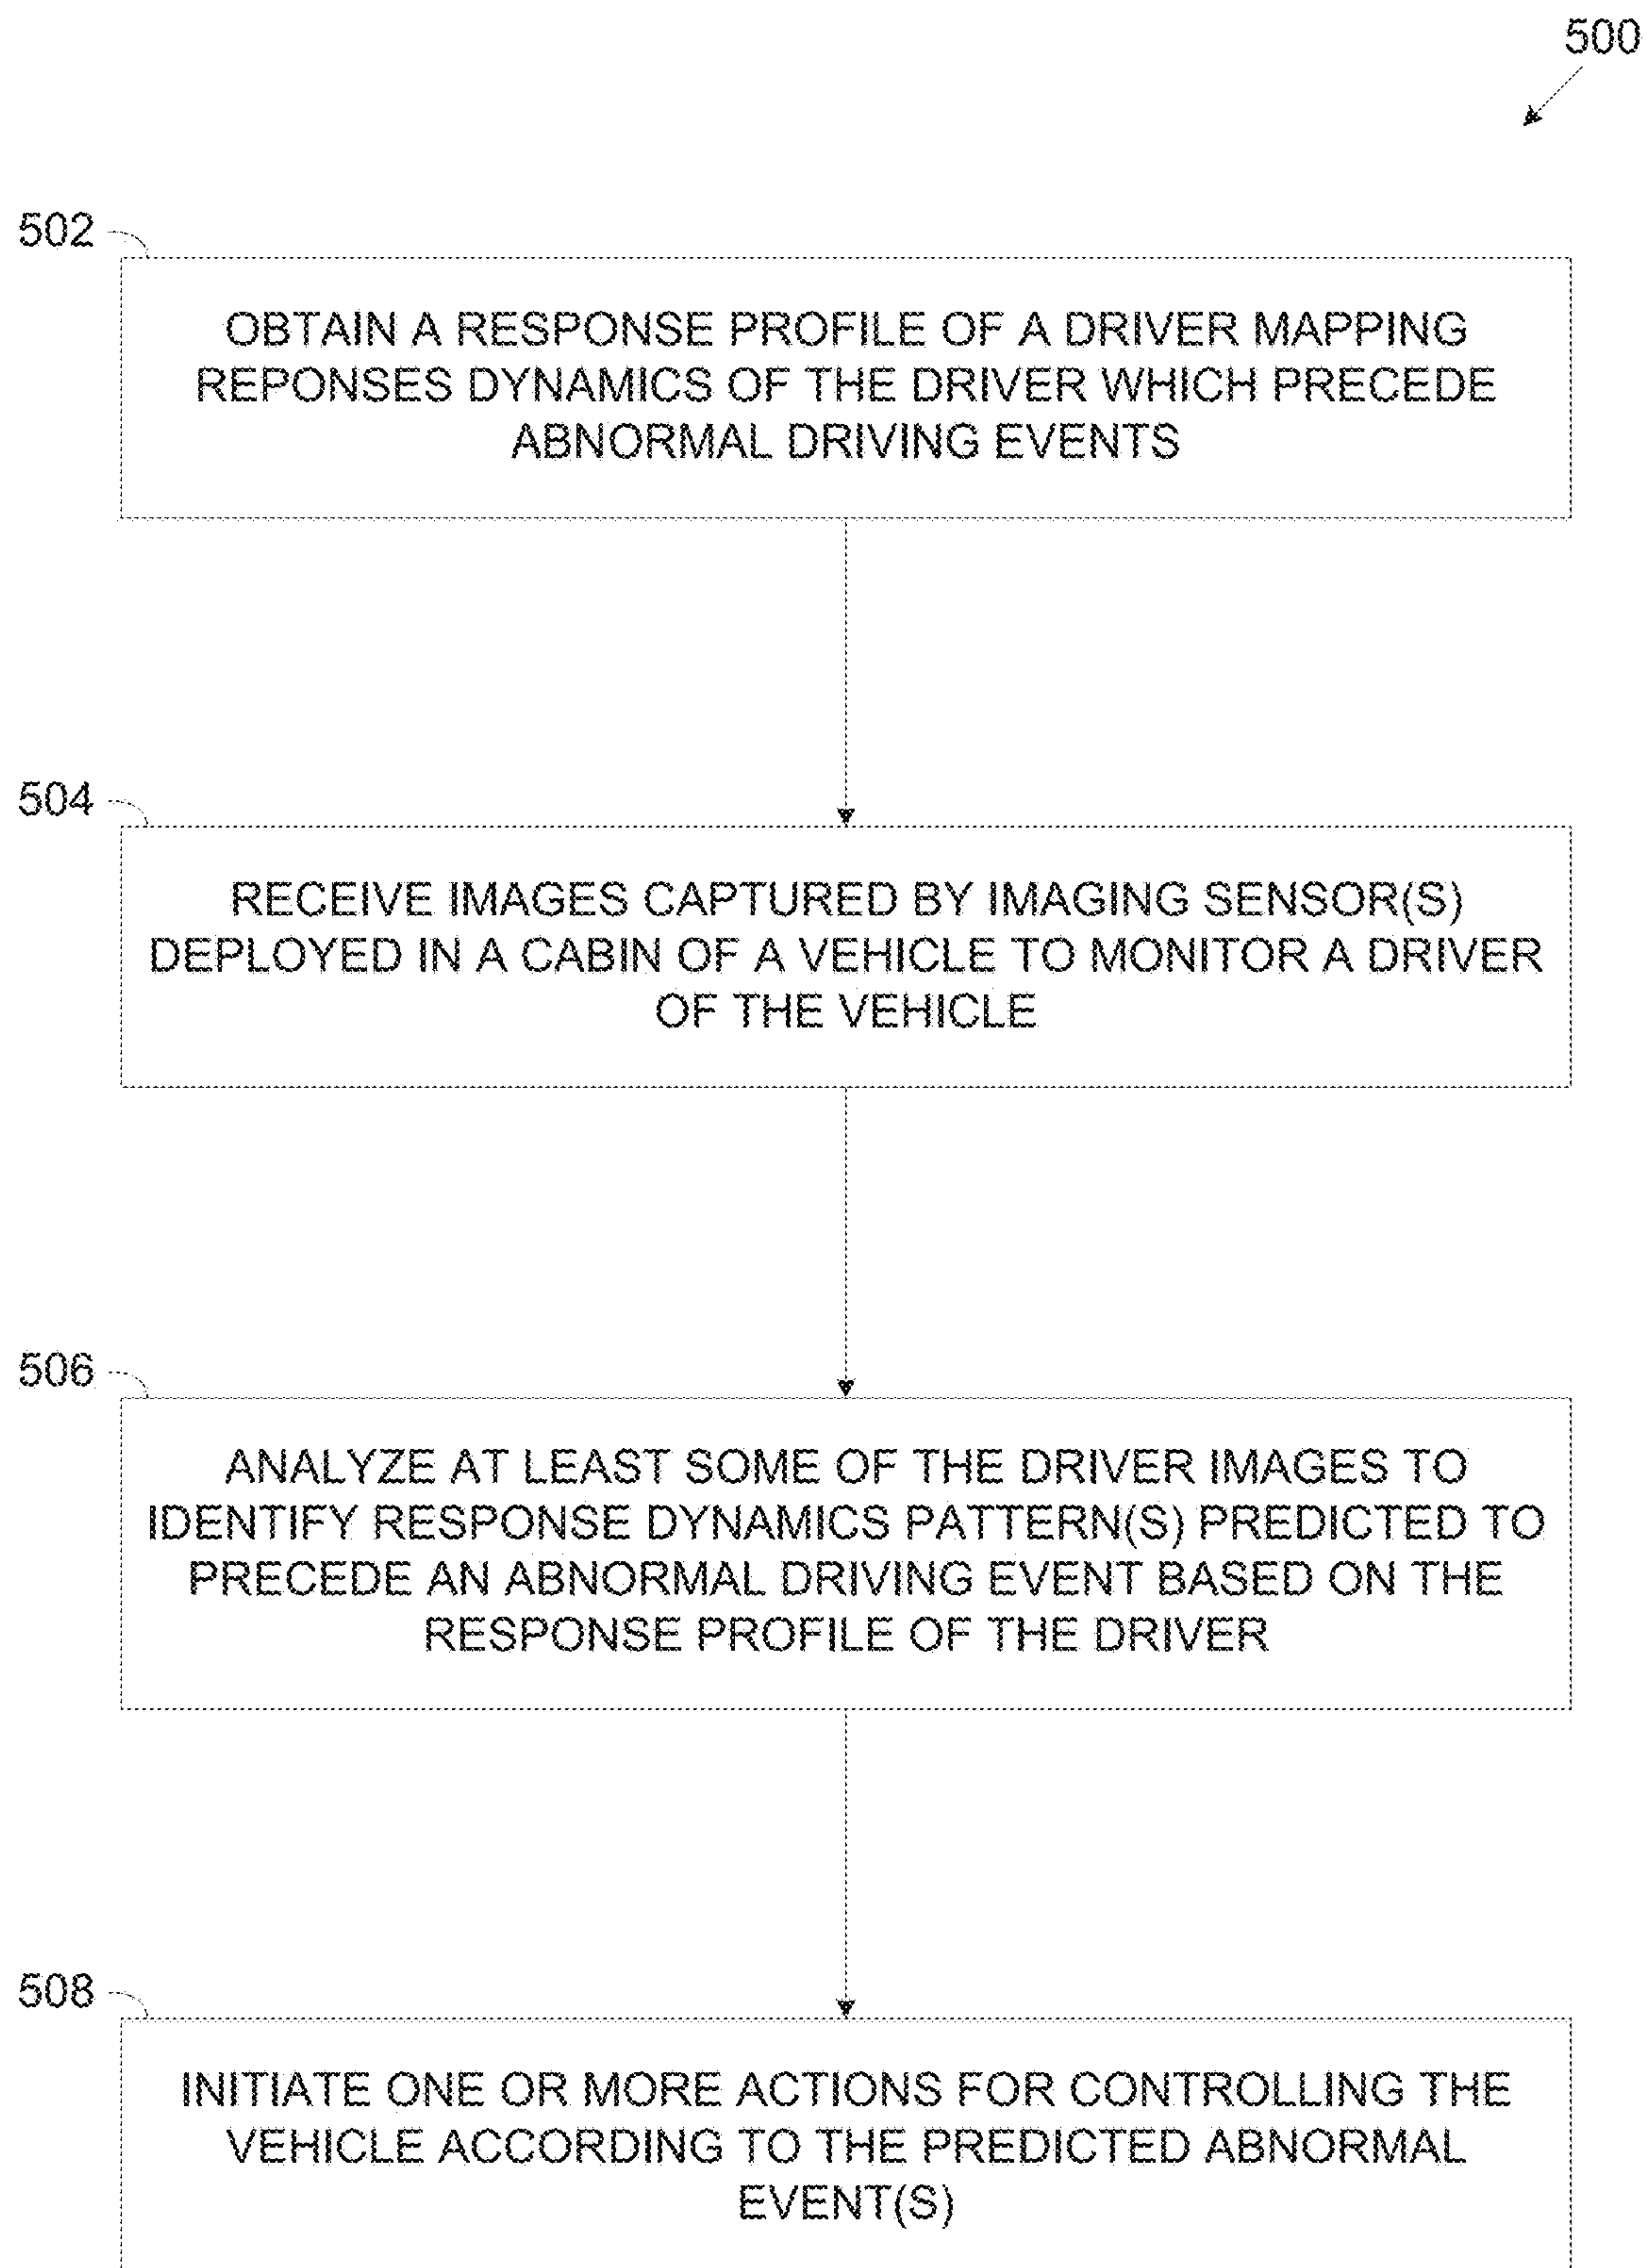 500
502
OBTAIN A RESPONSE PROFILE OF A DRIVER MAPPING
REPONSES DYNAMICS OF THE DRIVER WHICH PRECEDE
ABNORMAL DRIVING EVENTS
504
RECEIVE IMAGES CAPTURED BY IMAGING SENSOR(S)
DEPLOYED IN A CABIN OF A VEHICLE TO MONITOR A DRIVER
OF THE VEHICLE
506
ANALYZE AT LEAST SOME OF THE DRIVER IMAGES TO
IDENTIFY RESPONSE DYNAMICS PATTERN(S) PREDICTED TO
PRECEDE AN ABNORMAL DRIVING EVENT BASED ON THE
RESPONSE PROFILE OF THE DRIVER
508
INITIATE ONE OR MORE ACTIONS FOR CONTROLLING THE
VEHICLE ACCORDING TO THE PREDICTED ABNORMAL
EVENT(S)